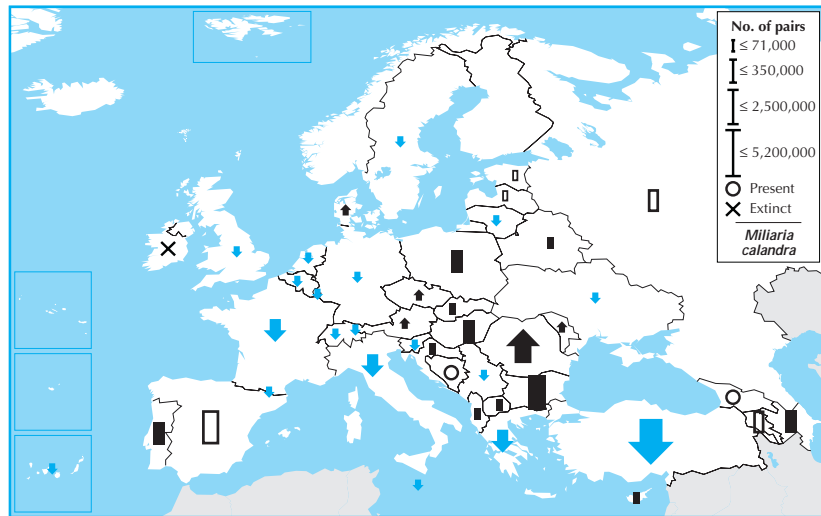 No. of pairs
≤ 71,000
≤ 350,000
≤ 2,500,000
≤ 5,200,000
Present
Extinct
Miliaria
calandra